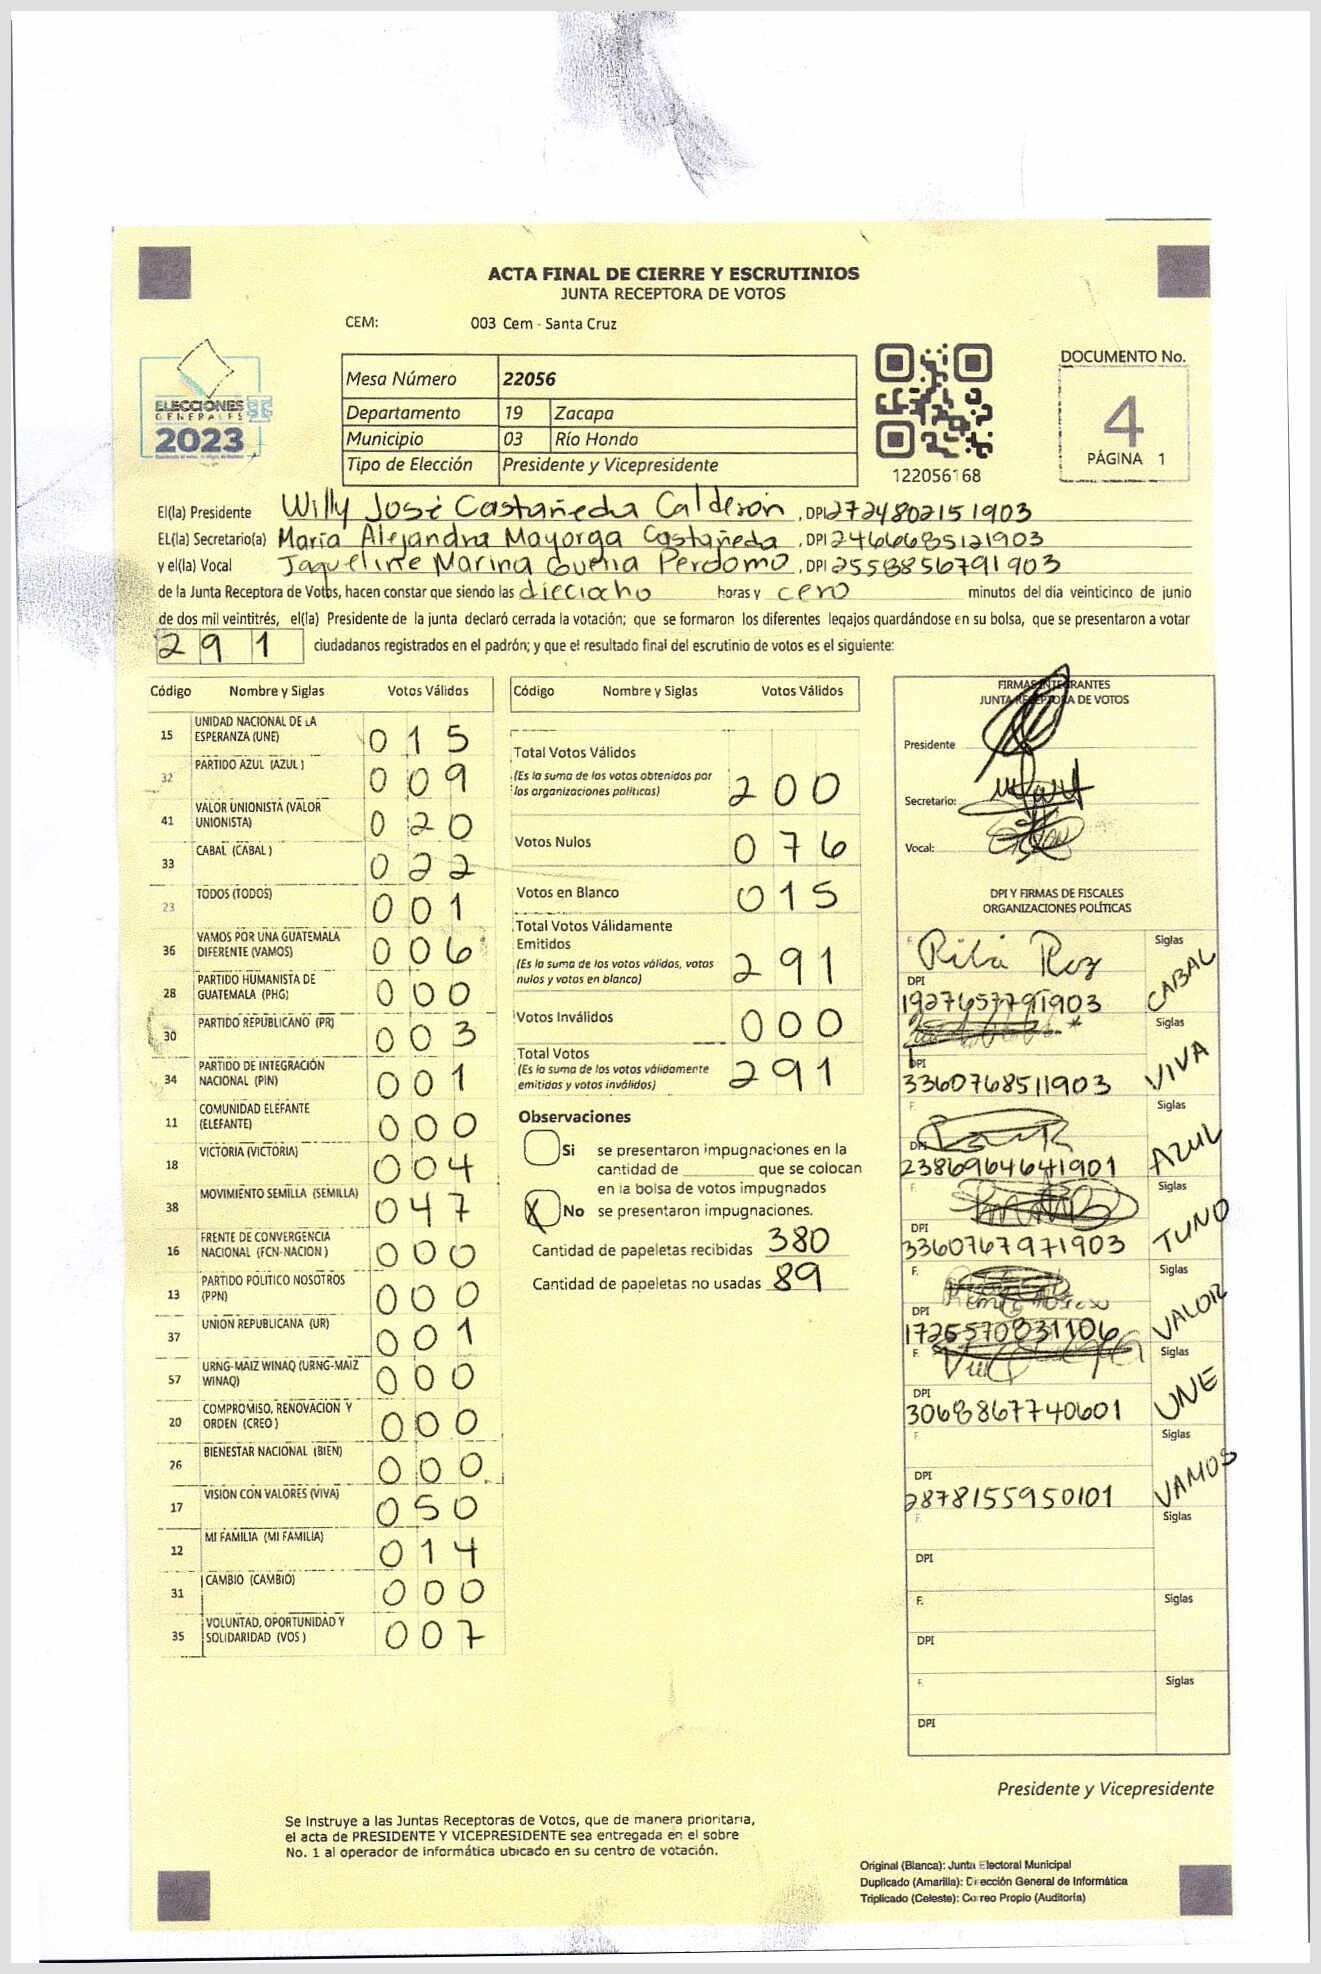 ACTA FINAL DE CIERRE Y ESCRUTINIOS
JUNTA RECEPTORA DE VOTOS
CEM: 003 Cem - Santa Cruz
ELECCIONES
GENERALES
2023
Mesa Número 22056
Departamento 19 Zacapa
Municipio 03 Río Hondo
Tipo de Elección Presidente y Vicepresidente
122056168
DOCUMENTO No.
4
PÁGINA 1
El(la) Presidente Willy José Castañeda Calderón, DPI 2724802151903
EL(la) Secretario(a) María Alejandra Mayorga Castañeda, DPI 2466685121903
y el(la) Vocal Jaqueline Marina Perdomo, DPI 2558856791903
de la Junta Receptora de Votos, hacen constar que siendo las dieciocho horas y cero minutos del día veinticinco de junio
de dos mil veintitrés, el(la) Presidente de la junta declaró cerrada la votación; que se formaron los diferentes legajos guardándose en su bolsa, que se presentaron a votar
291 ciudadanos registrados en el padrón; y que el resultado final del escrutinio de votos es el siguiente:
Código Nombre y Siglas Votos Válidos
15 UNIDAD NACIONAL DE LA ESPERANZA (UNE) 015
32 PARTIDO AZUL (AZUL) 009
41 VALOR UNIONISTA (VALOR UNIONISTA) 020
33 CABAL (CABAL) 022
23 TODOS (TODOS) 001
36 VAMOS POR UNA GUATEMALA DIFERENTE (VAMOS) 006
28 PARTIDO HUMANISTA DE GUATEMALA (PHG) 000
30 PARTIDO REPUBLICANO (PR) 003
34 PARTIDO DE INTEGRACIÓN NACIONAL (PIN) 001
11 COMUNIDAD ELEFANTE (ELEFANTE) 000
18 VICTORIA (VICTORIA) 004
38 MOVIMIENTO SEMILLA (SEMILLA) 047
16 FRENTE DE CONVERGENCIA NACIONAL (FCN-NACION) 000
13 PARTIDO POLITICO NOSOTROS (PPN) 000
37 UNION REPUBLICANA (UR) 001
57 URNG-MAIZ WINAQ (URNG-MAIZ WINAQ) 000
20 COMPROMISO, RENOVACION Y ORDEN (CREO) 000
26 BIENESTAR NACIONAL (BIEN) 000
17 VISION CON VALORES (VIVA) 050
12 MI FAMILIA (MI FAMILIA) 014
31 CAMBIO (CAMBIO) 000
35 VOLUNTAD, OPORTUNIDAD Y SOLIDARIDAD (VOS) 007
Código Nombre y Siglas Votos Válidos
Total Votos Válidos
(Es la suma de los votos obtenidos por
los organizaciones políticas) 200
Votos Nulos 076
Votos en Blanco 015
Total Votos Válidamente
Emitidos
(Es la suma de los votos válidos, votos
nulos y votos en blanco) 291
Votos Inválidos 000
Total Votos
(Es la suma de los votos válidamente
emitidos y votos inválidos) 291
Observaciones
Si se presentaron impugnaciones en la
cantidad de que se colocan
en la bolsa de votos impugnados
X No se presentaron impugnaciones.
Cantidad de papeletas recibidas 380
Cantidad de papeletas no usadas 89
FIRMAS INTEGRANTES
JUNTA RECEPTORA DE VOTOS
Presidente
Secretario:
Vocal:
DPI Y FIRMAS DE FISCALES
ORGANIZACIONES POLÍTICAS
F. Siglas
DPI 1927657791903 CABAL
Siglas
DPI 3360768511903 VIVA
F. Siglas
DPI 2386964641901 AZUL
F. Siglas
DPI 3360767971903 TUNO
F. Siglas
DPI 1725570831106 VALOR
F. Siglas
DPI 3068867740601 UNE
F. Siglas
DPI 2878155950101 VAMOS
F. Siglas
DPI
F. Siglas
DPI
F. Siglas
DPI
Presidente y Vicepresidente
Se instruye a las Juntas Receptoras de Votos, que de manera prioritaria,
el acta de PRESIDENTE Y VICEPRESIDENTE sea entregada en el sobre
No. 1 al operador de informática ubicado en su centro de votación.
Original (Blanca): Junta Electoral Municipal
Duplicado (Amarilla): Dirección General de Informática
Triplicado (Celeste): Correo Propio (Auditoría)